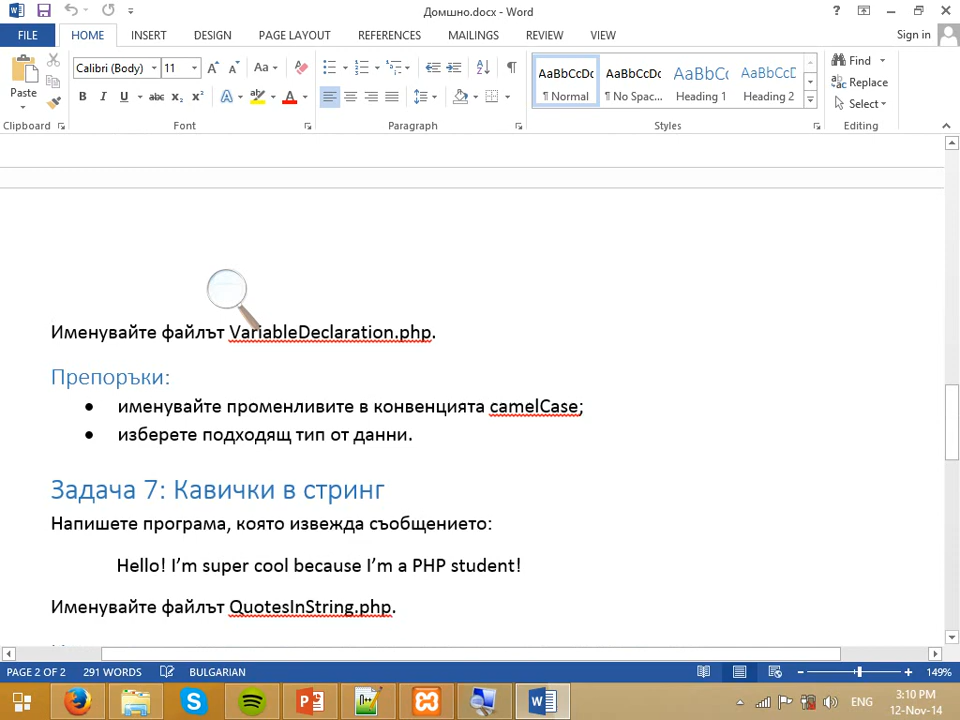 Домшно.docx - Word
Sign in
FILE HOME INSERT DESIGN PAGE LAYOUT REFERENCES MAILINGS REVIEW VIEW
Paste
Calibri (Body) 11
Aa
B I U abc x₂ x² A A
AaBbCcDc AaBbCcDc AaBbCc AaBbCcD
¶ Normal ¶ No Spac... Heading 1 Heading 2
Find
Replace
Select
Clipboard Font Paragraph Styles Editing
Именувайте файлът VariableDeclaration.php.
Препоръки:
• именувайте променливите в конвенцията camelCase;
• изберете подходящ тип от данни.
Задача 7: Кавички в стринг
Напишете програма, която извежда съобщението:
Hello! I’m super cool because I’m a PHP student!
Именувайте файлът QuotesInString.php.
PAGE 2 OF 2 291 WORDS BULGARIAN 149%
ENG
3:10 PM
12-Nov-14